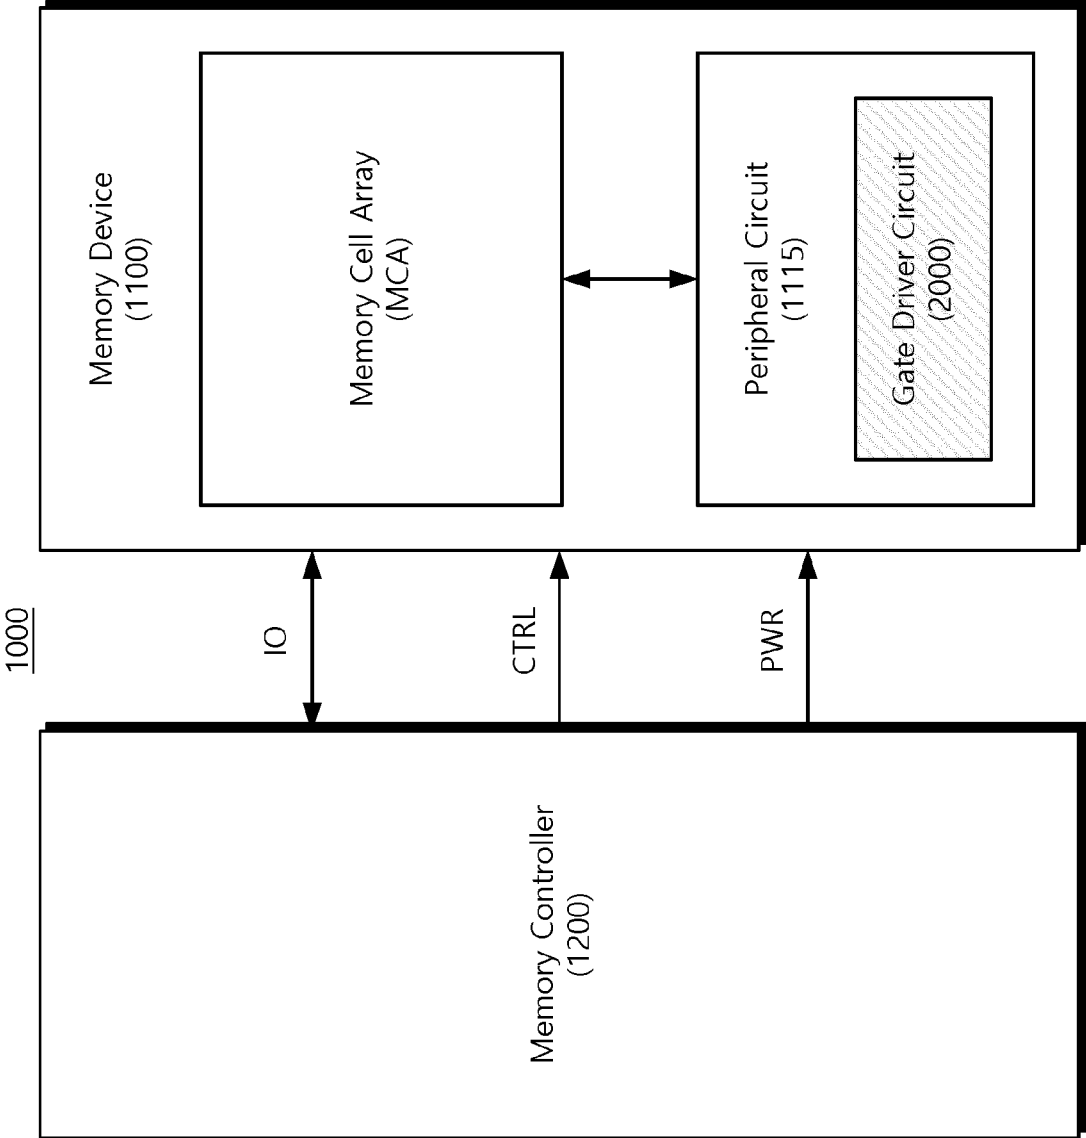 1000
Memory Controller
(1200)
IO
CTRL
PWR
Memory Device
(1100)
Memory Cell Array
(MCA)
Peripheral Circuit
(1115)
Gate Driver Circuit
(2000)